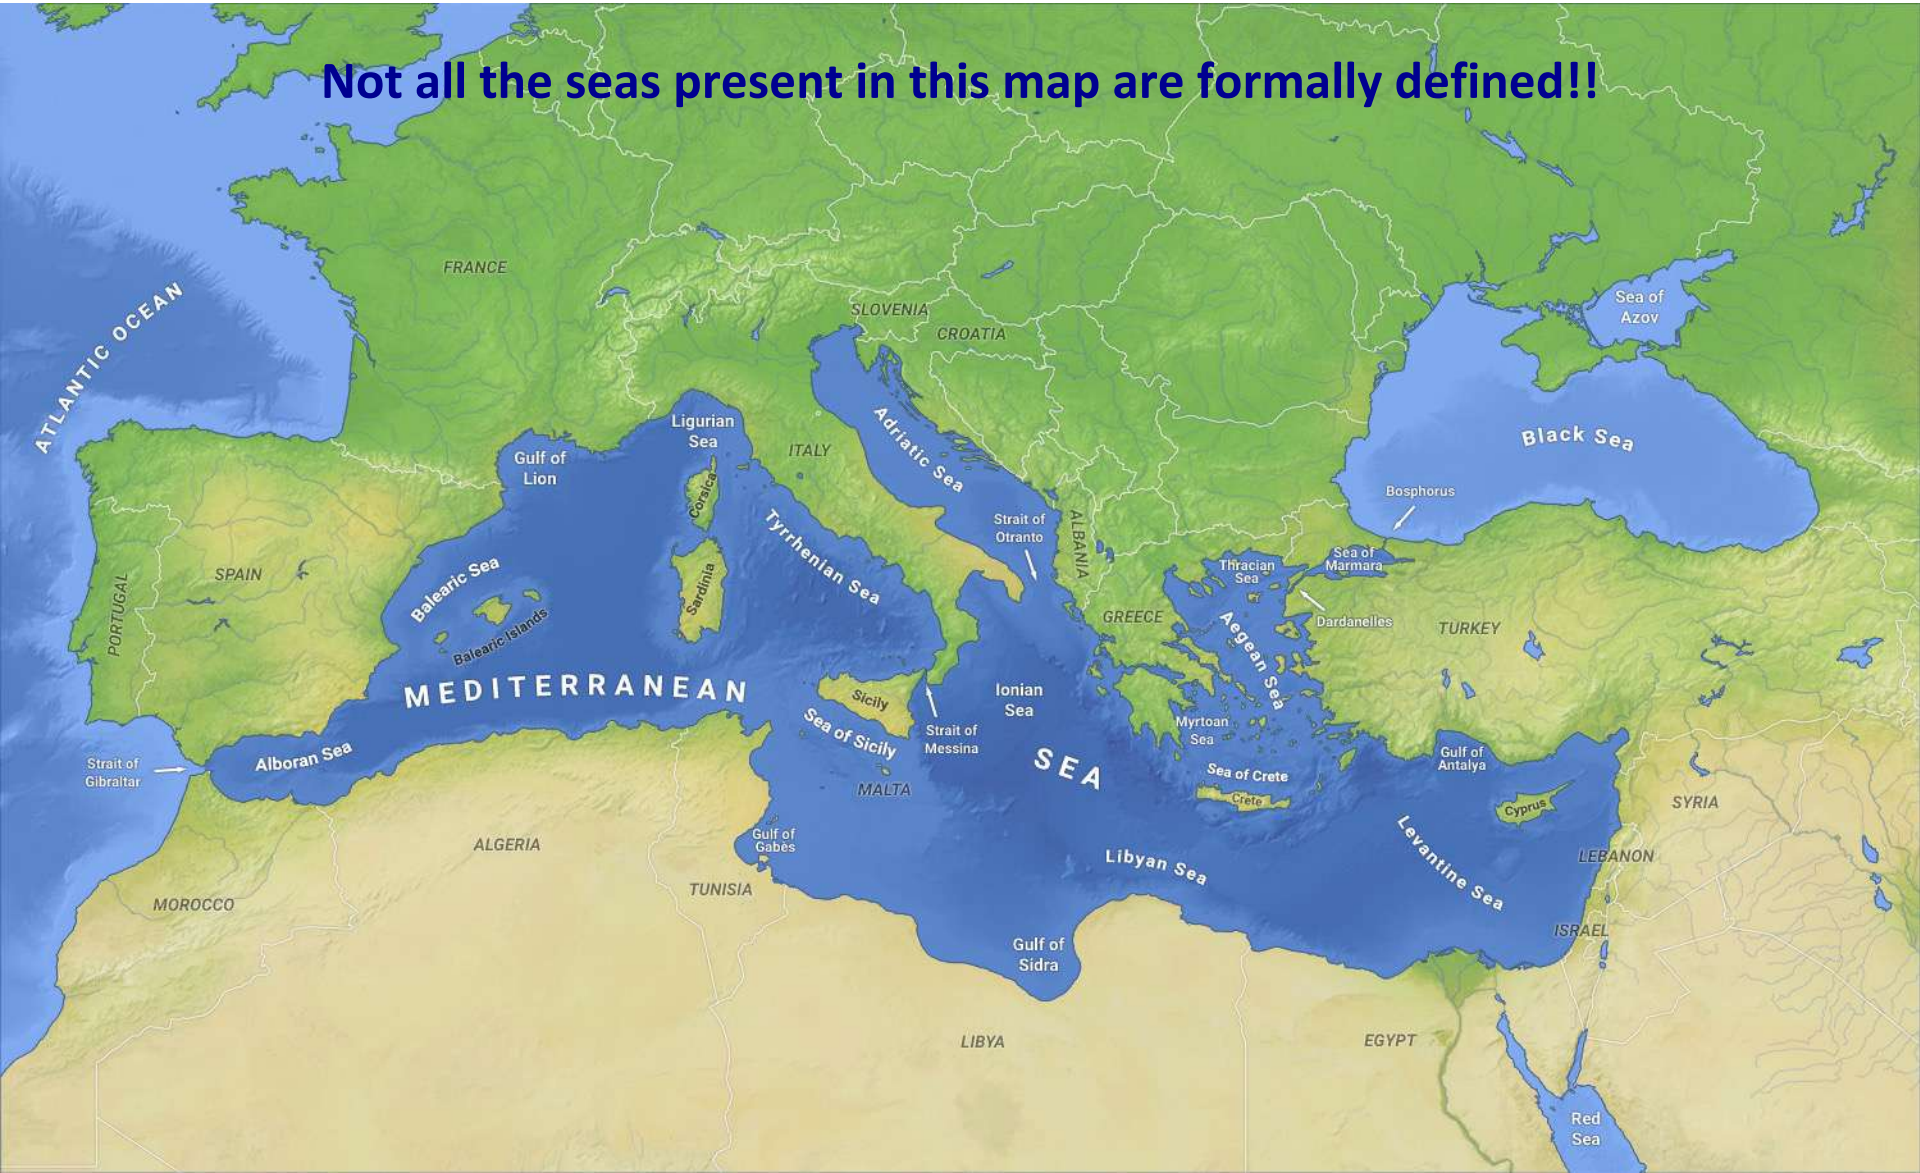 Not all the seas present in this map are formally defined!!
ATLANTIC OCEAN
FRANCE
SLOVENIA
CROATIA
Sea of
Azov
Ligurian
Sea
Gulf of
Lion
ITALY
Adriatic Sea
Black Sea
Corsica
Bosphorus
Strait of
Otranto
ALBANIA
Tyrrhenian Sea
Balearic Sea
SPAIN
PORTUGAL
Sardinia
Thracian
Sea
Sea of
Marmara
Balearic Islands
GREECE
Aegean Sea
Dardanelles
TURKEY
MEDITERRANEAN
SEA
Sicily
Ionian
Sea
Sea of Sicily
Strait of
Messina
Myrtoan
Sea
Strait of
Gibraltar
Alboran Sea
MALTA
Sea of Crete
Crete
Gulf of
Antalya
Cyprus
SYRIA
ALGERIA
Gulf of
Gabès
Libyan Sea
Levantine Sea
LEBANON
MOROCCO
TUNISIA
ISRAEL
Gulf of
Sidra
LIBYA
EGYPT
Red
Sea